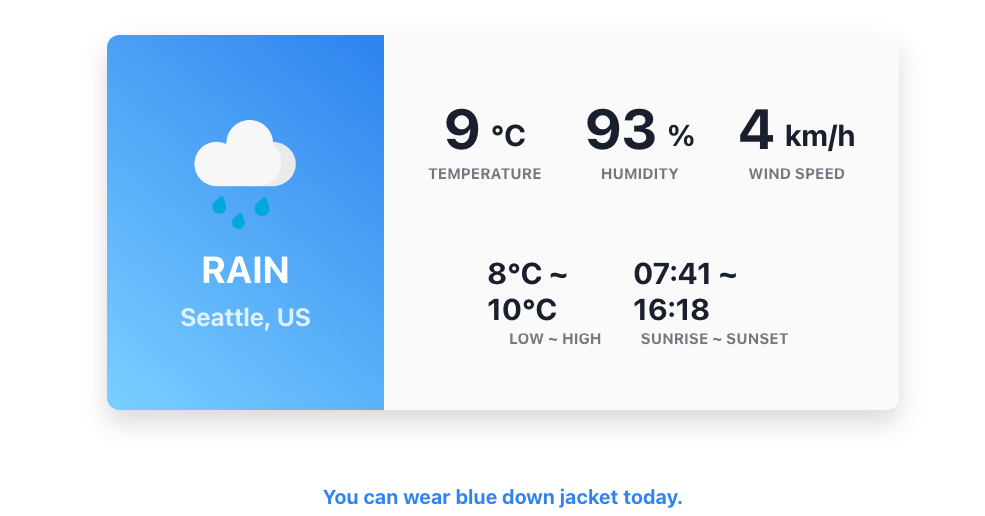 RAIN
Seattle, US
9 °C
TEMPERATURE
93 %
HUMIDITY
4 km/h
WIND SPEED
8°C ~
10°C
LOW ~ HIGH
07:41 ~
16:18
SUNRISE ~ SUNSET
You can wear blue down jacket today.